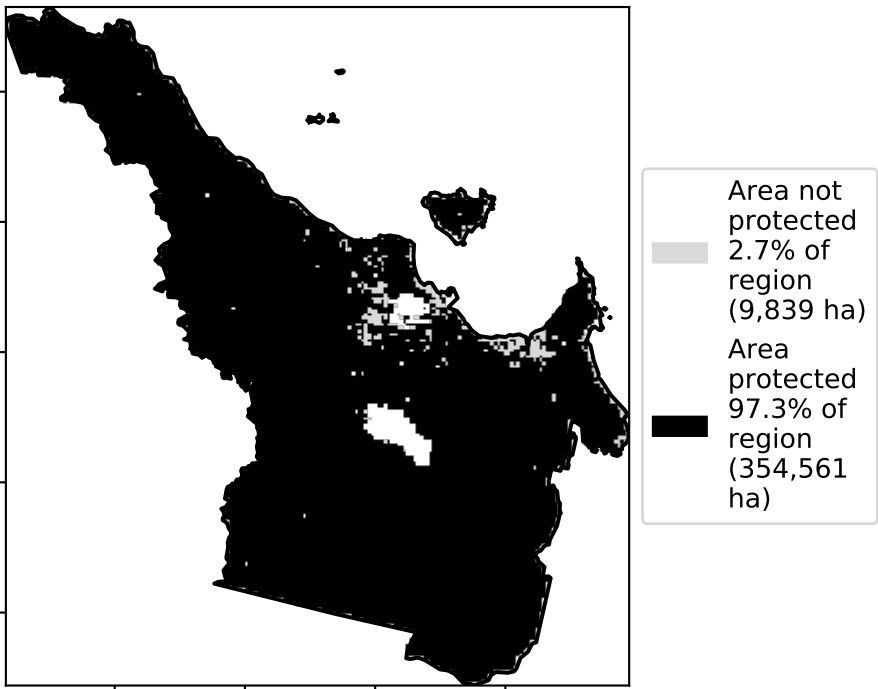 Area not
protected
2.7% of
region
(9,839 ha)
Area
protected
97.3% of
region
(354,561
ha)